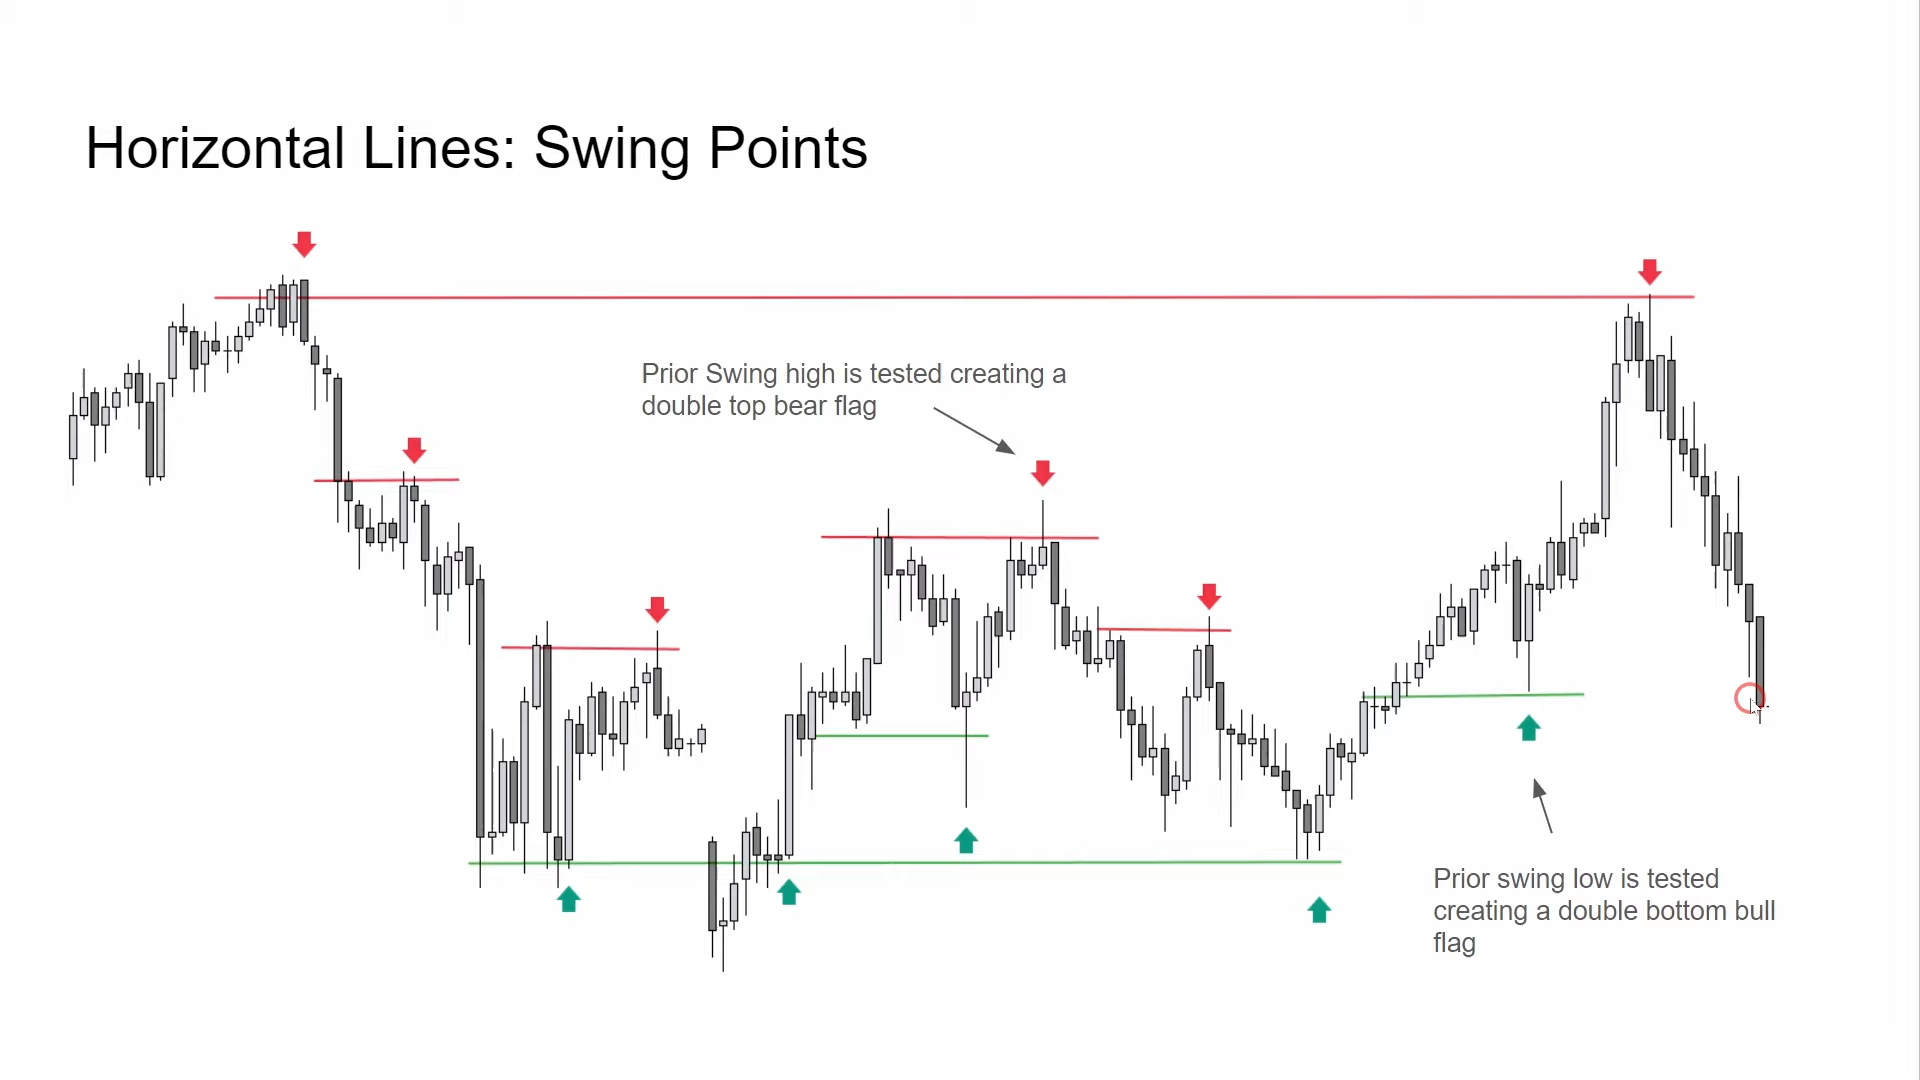 Horizontal Lines: Swing Points
Prior Swing high is tested creating a
double top bear flag
Prior swing low is tested
creating a double bottom bull
flag